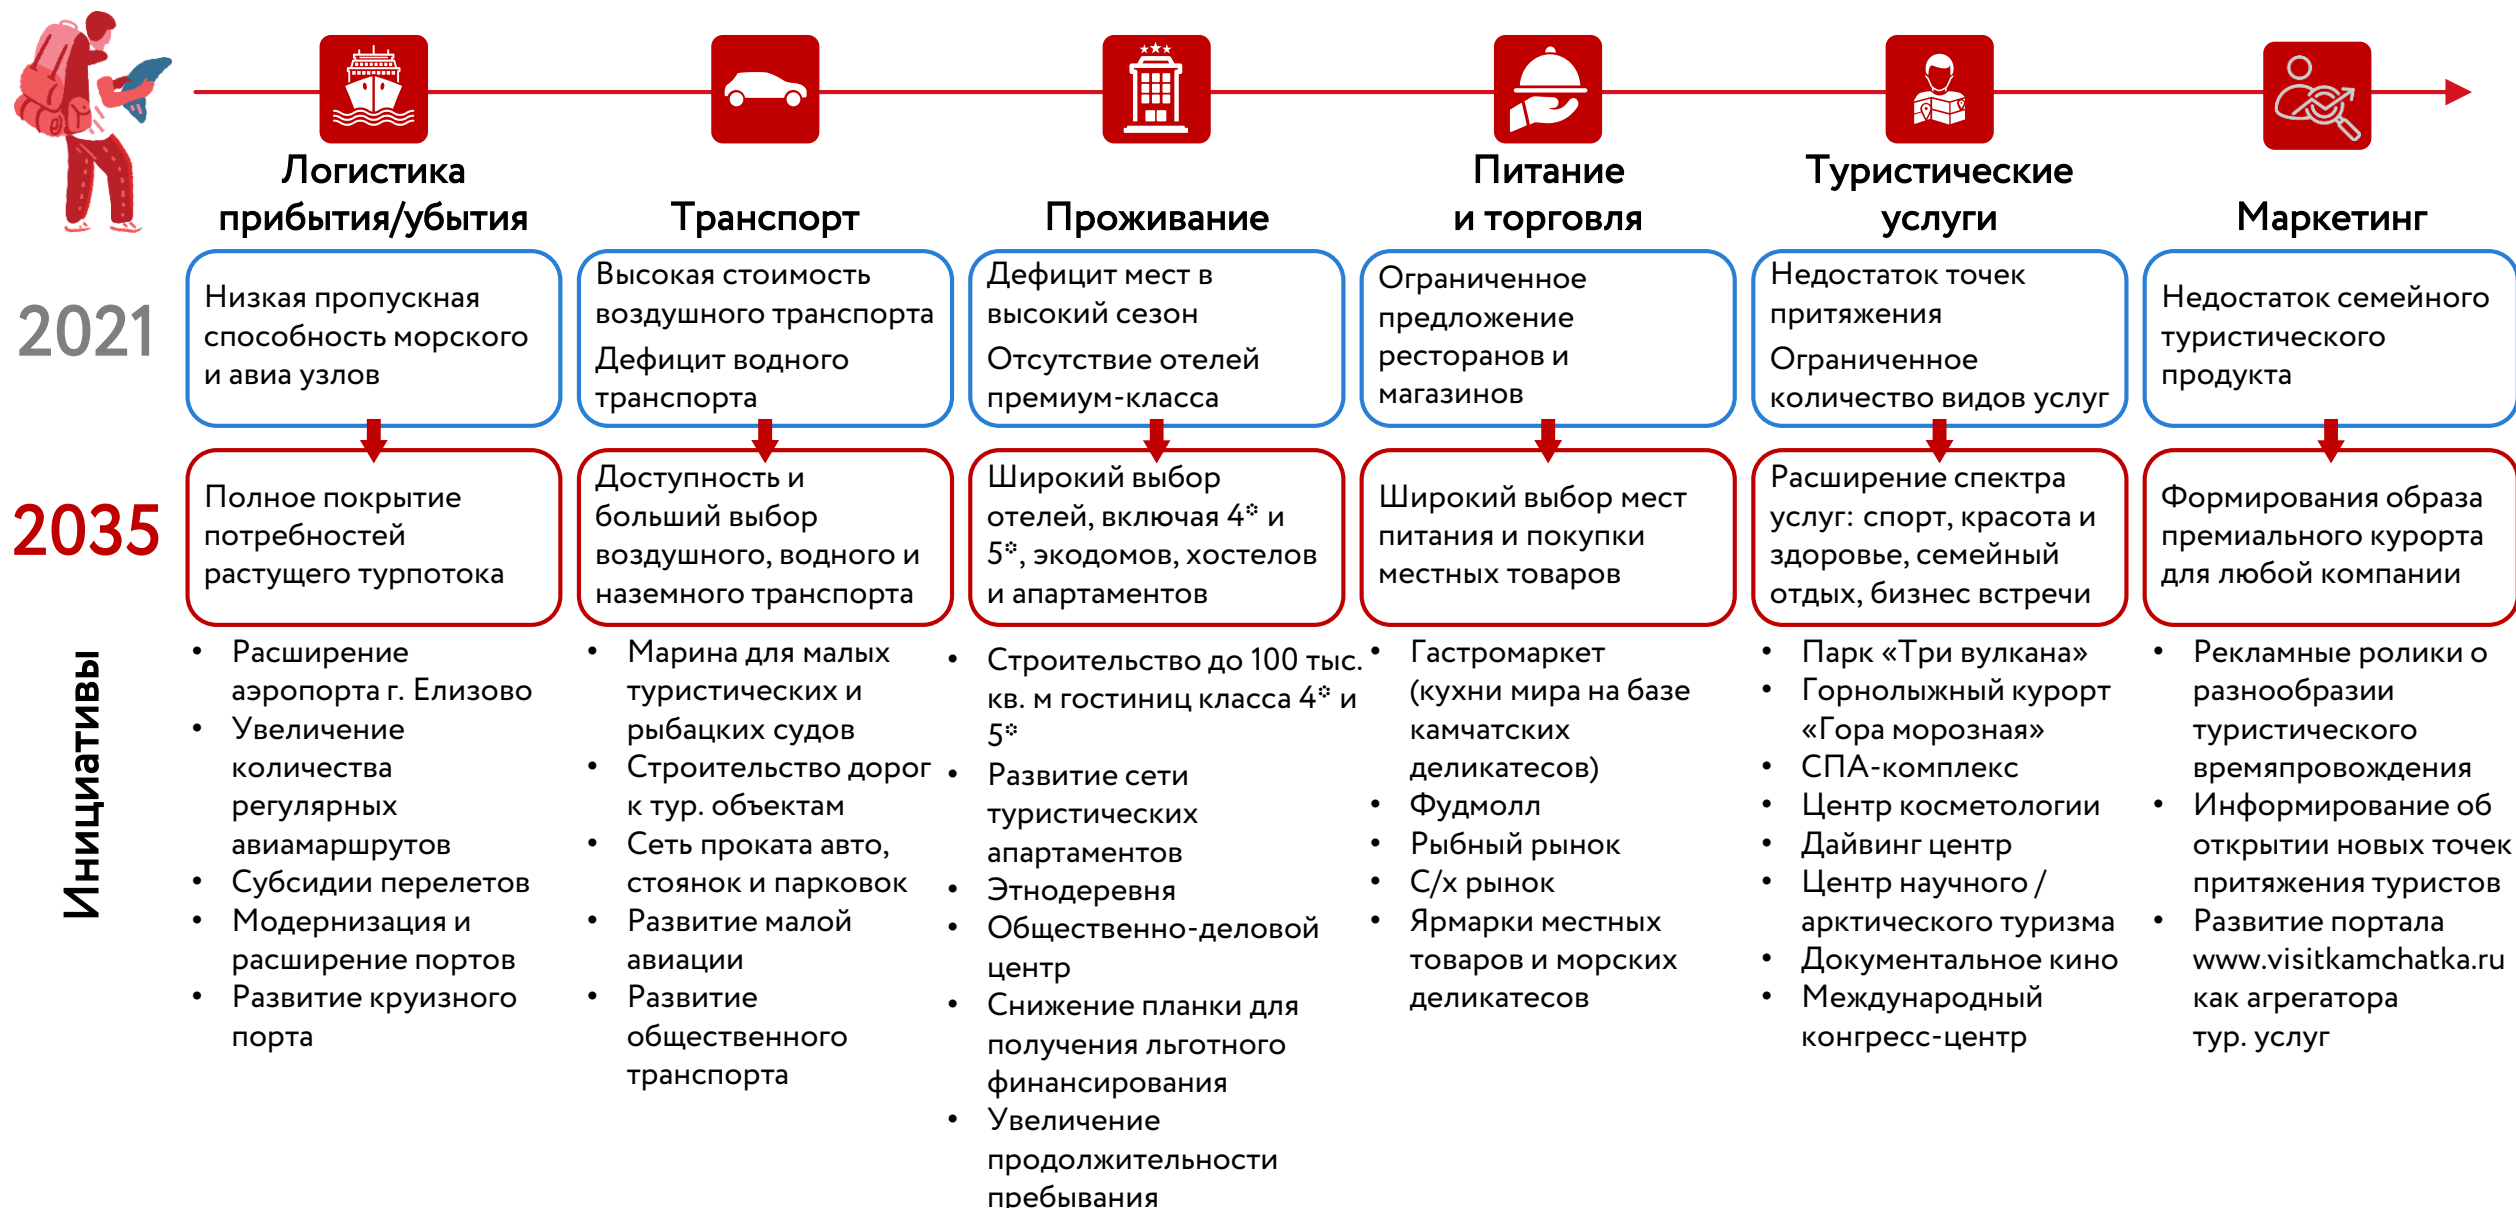 Логистика
прибытия/убытия
Транспорт
Проживание
Питание
и торговля
Туристические
услуги
Маркетинг
2021
Низкая пропускная
способность морского
и авиа узлов
Высокая стоимость
воздушного транспорта
Дефицит водного
транспорта
Дефицит мест в
высокий сезон
Отсутствие отелей
премиум-класса
Ограниченное
предложение
ресторанов и
магазинов
Недостаток точек
притяжения
Ограниченное
количество видов услуг
Недостаток семейного
туристического
продукта
2035
Полное покрытие
потребностей
растущего турпотока
Доступность и
больший выбор
воздушного, водного и
наземного транспорта
Широкий выбор
отелей, включая 4* и
5*, экодомов, хостелов
и апартаментов
Широкий выбор мест
питания и покупки
местных товаров
Расширение спектра
услуг: спорт, красота и
здоровье, семейный
отдых, бизнес встречи
Формирования образа
премиального курорта
для любой компании
Инициативы
• Расширение
аэропорта г. Елизово
• Увеличение
количества
регулярных
авиамаршрутов
• Субсидии перелетов
• Модернизация и
расширение портов
• Развитие круизного
порта
• Марина для малых
туристических и
рыбацких судов
• Строительство дорог
к тур. объектам
• Сеть проката авто,
стоянок и парковок
• Развитие малой
авиации
• Развитие
общественного
транспорта
• Строительство до 100 тыс.
кв. м гостиниц класса 4* и
5*
• Развитие сети
туристических
апартаментов
• Этнодеревня
• Общественно-деловой
центр
• Снижение планки для
получения льготного
финансирования
• Увеличение
продолжительности
пребывания
• Гастромаркет
(кухни мира на базе
камчатских
деликатесов)
• Фудмолл
• Рыбный рынок
• С/х рынок
• Ярмарки местных
товаров и морских
деликатесов
• Парк «Три вулкана»
• Горнолыжный курорт
«Гора морозная»
• СПА-комплекс
• Центр косметологии
• Дайвинг центр
• Центр научного /
арктического туризма
• Документальное кино
• Международный
конгресс-центр
• Рекламные ролики о
разнообразии
туристического
времяпровождения
• Информирование об
открытии новых точек
притяжения туристов
• Развитие портала
www.visitkamchatka.ru
как агрегатора
тур. услуг